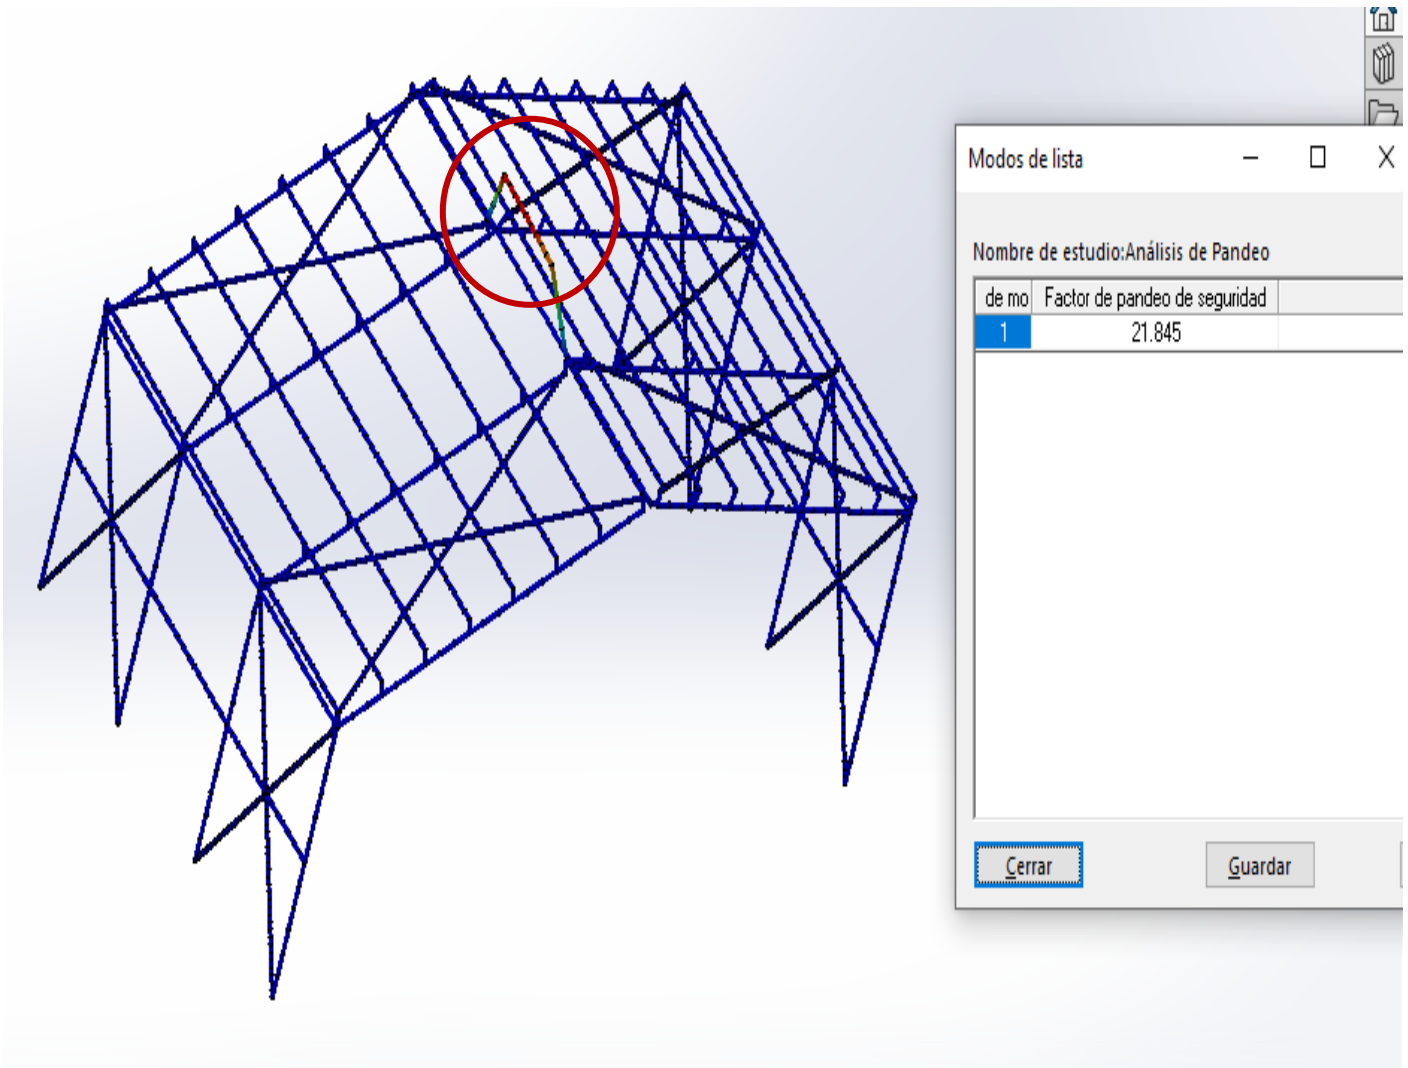 Modos de lista
Nombre de estudio:Análisis de Pandeo
de mo Factor de pandeo de seguridad
1 21.845
Cerrar Guardar